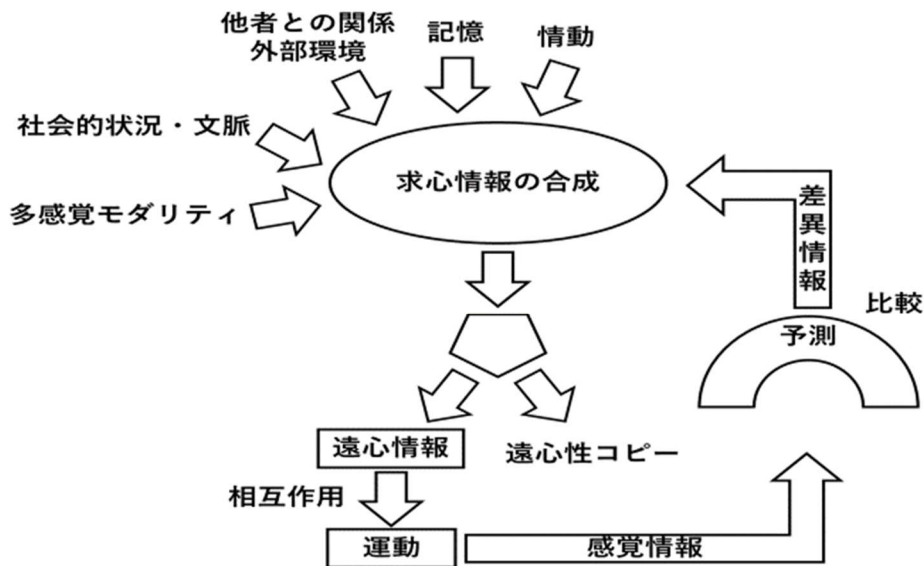 他者との関係
外部環境
記憶
情動
社会的状況・文脈
多感覚モダリティ
求心情報の合成
差異情報
比較
予測
遠心情報
遠心性コピー
相互作用
運動
感覚情報